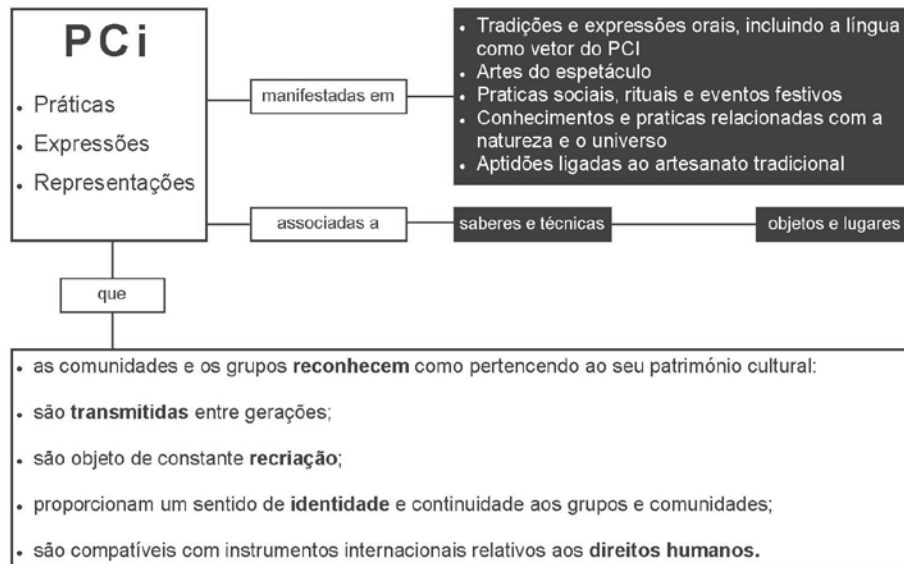 PCi
• Práticas
• Expressões
• Representações
manifestadas em
• Tradições e expressões orais, incluindo a língua
como vetor do PCI
• Artes do espetáculo
• Praticas sociais, rituais e eventos festivos
• Conhecimentos e praticas relacionadas com a
natureza e o universo
• Aptidões ligadas ao artesanato tradicional
associadas a
saberes e técnicas
objetos e lugares
que
• as comunidades e os grupos reconhecem como pertencendo ao seu património cultural:
• são transmitidas entre gerações;
• são objeto de constante recriação;
• proporcionam um sentido de identidade e continuidade aos grupos e comunidades;
• são compatíveis com instrumentos internacionais relativos aos direitos humanos.